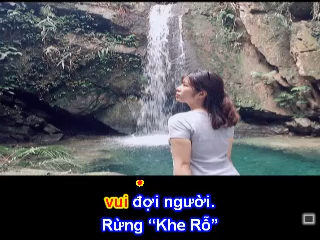 vui đợi người.
Rừng “Khe Rỗ”